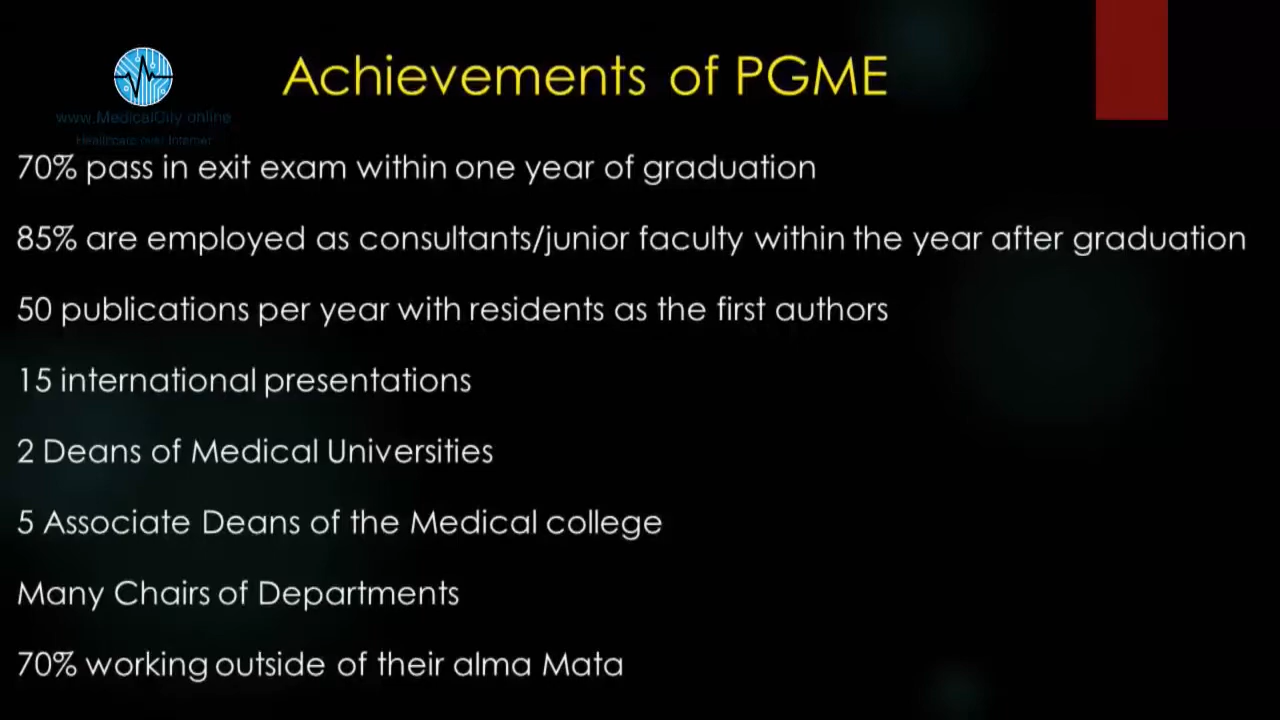 Achievements of PGME
www.MedicalCity online
Healthcare over Internet
70% pass in exit exam within one year of graduation
85% are employed as consultants/junior faculty within the year after graduation
50 publications per year with residents as the first authors
15 international presentations
2 Deans of Medical Universities
5 Associate Deans of the Medical college
Many Chairs of Departments
70% working outside of their alma Mata